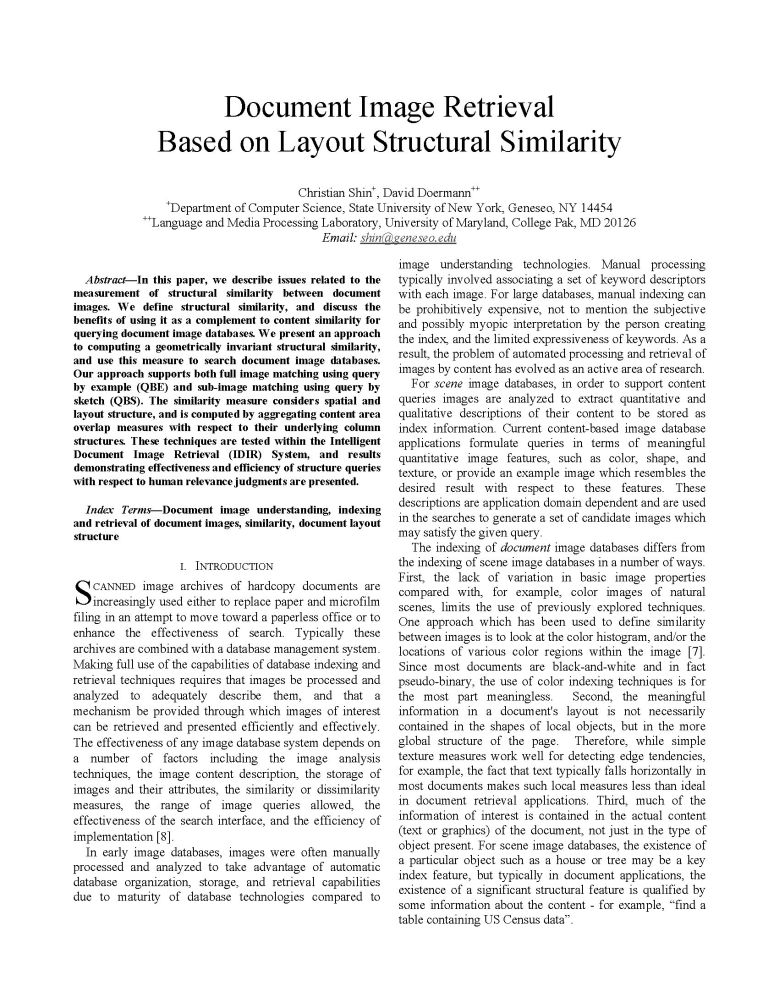 Document Image Retrieval
Based on Layout Structural Similarity
Christian Shin+, David Doermann++
+Department of Computer Science, State University of New York, Geneseo, NY 14454
++Language and Media Processing Laboratory, University of Maryland, College Pak, MD 20126
Email: shin@geneseo.edu
Abstract—In this paper, we describe issues related to the
measurement of structural similarity between document
images. We define structural similarity, and discuss the
benefits of using it as a complement to content similarity for
querying document image databases. We present an approach
to computing a geometrically invariant structural similarity,
and use this measure to search document image databases.
Our approach supports both full image matching using query
by example (QBE) and sub-image matching using query by
sketch (QBS). The similarity measure considers spatial and
layout structure, and is computed by aggregating content area
overlap measures with respect to their underlying column
structures. These techniques are tested within the Intelligent
Document Image Retrieval (IDIR) System, and results
demonstrating effectiveness and efficiency of structure queries
with respect to human relevance judgments are presented.
Index Terms—Document image understanding, indexing
and retrieval of document images, similarity, document layout
structure
I. INTRODUCTION
SCANNED image archives of hardcopy documents are
increasingly used either to replace paper and microfilm
filing in an attempt to move toward a paperless office or to
enhance the effectiveness of search. Typically these
archives are combined with a database management system.
Making full use of the capabilities of database indexing and
retrieval techniques requires that images be processed and
analyzed to adequately describe them, and that a
mechanism be provided through which images of interest
can be retrieved and presented efficiently and effectively.
The effectiveness of any image database system depends on
a number of factors including the image analysis
techniques, the image content description, the storage of
images and their attributes, the similarity or dissimilarity
measures, the range of image queries allowed, the
effectiveness of the search interface, and the efficiency of
implementation [8].
In early image databases, images were often manually
processed and analyzed to take advantage of automatic
database organization, storage, and retrieval capabilities
due to maturity of database technologies compared to
image understanding technologies. Manual processing
typically involved associating a set of keyword descriptors
with each image. For large databases, manual indexing can
be prohibitively expensive, not to mention the subjective
and possibly myopic interpretation by the person creating
the index, and the limited expressiveness of keywords. As a
result, the problem of automated processing and retrieval of
images by content has evolved as an active area of research.
For scene image databases, in order to support content
queries images are analyzed to extract quantitative and
qualitative descriptions of their content to be stored as
index information. Current content-based image database
applications formulate queries in terms of meaningful
quantitative image features, such as color, shape, and
texture, or provide an example image which resembles the
desired result with respect to these features. These
descriptions are application domain dependent and are used
in the searches to generate a set of candidate images which
may satisfy the given query.
The indexing of document image databases differs from
the indexing of scene image databases in a number of ways.
First, the lack of variation in basic image properties
compared with, for example, color images of natural
scenes, limits the use of previously explored techniques.
One approach which has been used to define similarity
between images is to look at the color histogram, and/or the
locations of various color regions within the image [7].
Since most documents are black-and-white and in fact
pseudo-binary, the use of color indexing techniques is for
the most part meaningless. Second, the meaningful
information in a document's layout is not necessarily
contained in the shapes of local objects, but in the more
global structure of the page. Therefore, while simple
texture measures work well for detecting edge tendencies,
for example, the fact that text typically falls horizontally in
most documents makes such local measures less than ideal
in document retrieval applications. Third, much of the
information of interest is contained in the actual content
(text or graphics) of the document, not just in the type of
object present. For scene image databases, the existence of
a particular object such as a house or tree may be a key
index feature, but typically in document applications, the
existence of a significant structural feature is qualified by
some information about the content - for example, “find a
table containing US Census data”.